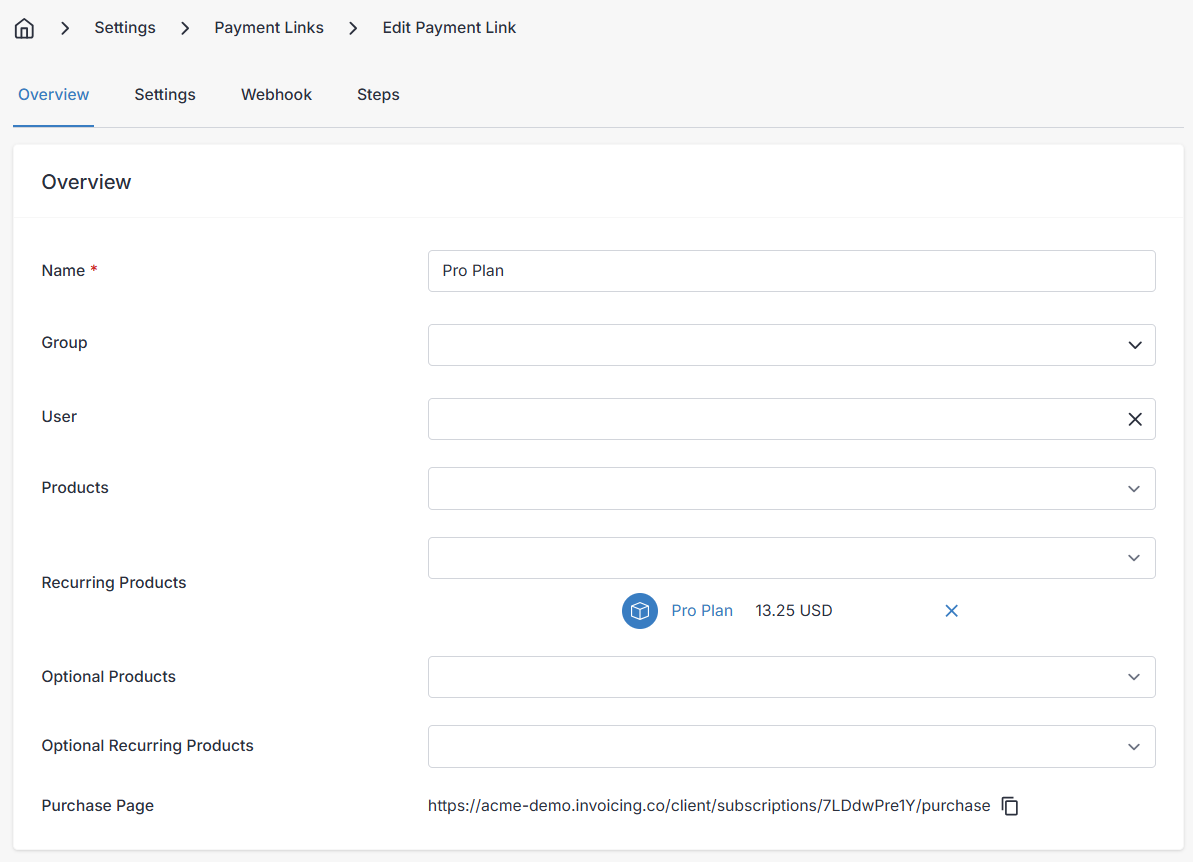 Settings Payment Links Edit Payment Link
Overview Settings Webhook Steps
Overview
Name * Pro Plan
Group
User
Products
Recurring Products
Pro Plan 13.25 USD
Optional Products
Optional Recurring Products
Purchase Page https://acme-demo.invoicing.co/client/subscriptions/7LDdwPre1Y/purchase